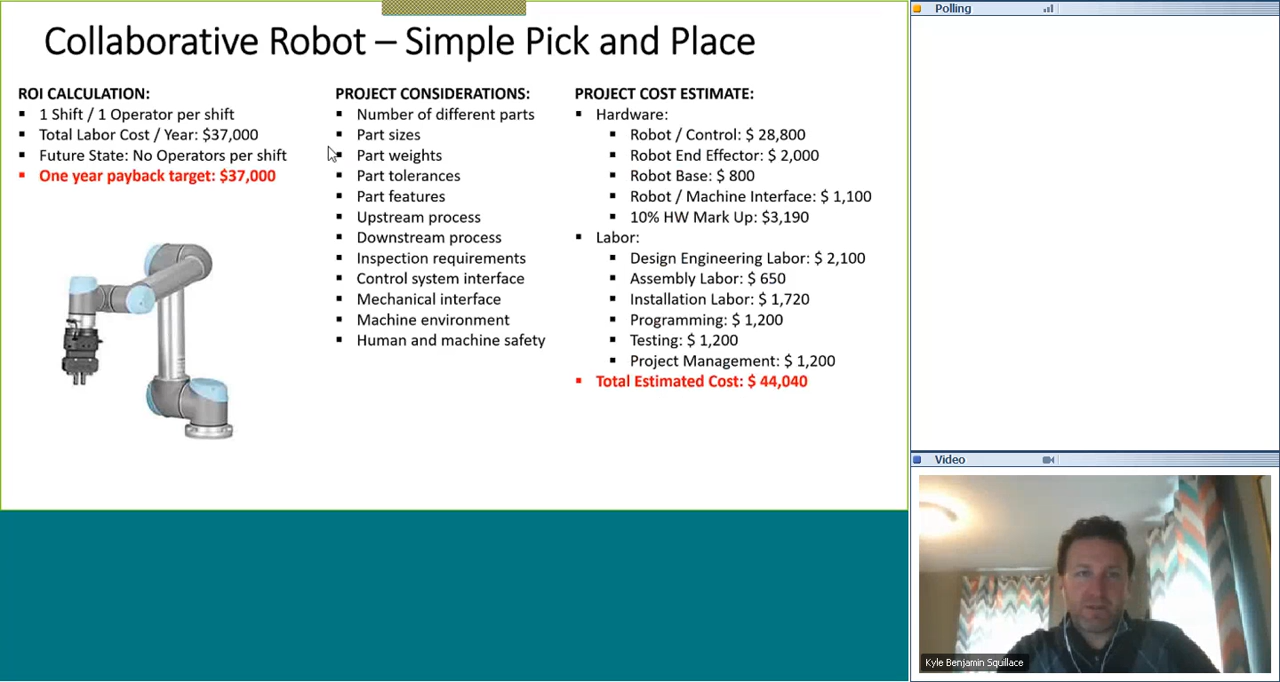 Collaborative Robot – Simple Pick and Place
ROI CALCULATION:
1 Shift / 1 Operator per shift
Total Labor Cost / Year: $37,000
Future State: No Operators per shift
One year payback target: $37,000
PROJECT CONSIDERATIONS:
Number of different parts
Part sizes
Part weights
Part tolerances
Part features
Upstream process
Downstream process
Inspection requirements
Control system interface
Mechanical interface
Machine environment
Human and machine safety
PROJECT COST ESTIMATE:
Hardware:
Robot / Control: $ 28,800
Robot End Effector: $ 2,000
Robot Base: $ 800
Robot / Machine Interface: $ 1,100
10% HW Mark Up: $3,190
Labor:
Design Engineering Labor: $ 2,100
Assembly Labor: $ 650
Installation Labor: $ 1,720
Programming: $ 1,200
Testing: $ 1,200
Project Management: $ 1,200
Total Estimated Cost: $ 44,040
Polling
Video
Kyle Benjamin Squillace